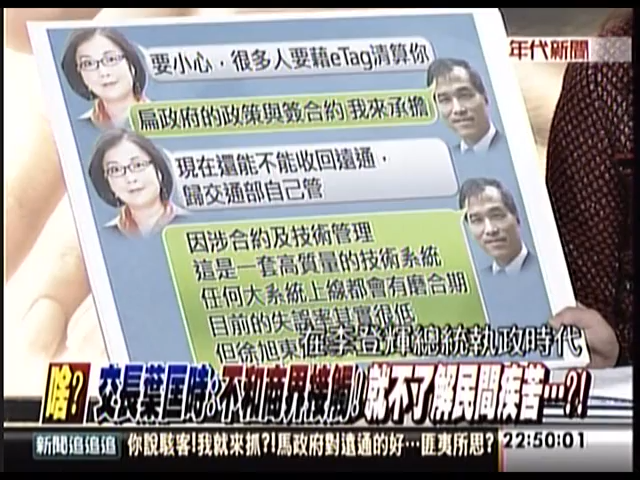 年代新聞
要小心，很多人要藉eTag清算你
扁政府的政策與簽合約 我來承擔
現在還能不能收回遠通，
歸交通部自己管
因涉合約及技術管理
這是一套高質量的技術系統
任何大系統上線都會有磨合期
目前的失誤率其實很低
但徐旭東
在李登輝總統執政時代
啥? 交長葉匡時:不和商界接觸!就不了解民間疾苦…?!
新聞追追追 你說駭客!我就來抓?!馬政府對遠通的好…匪夷所思? 22:50:01